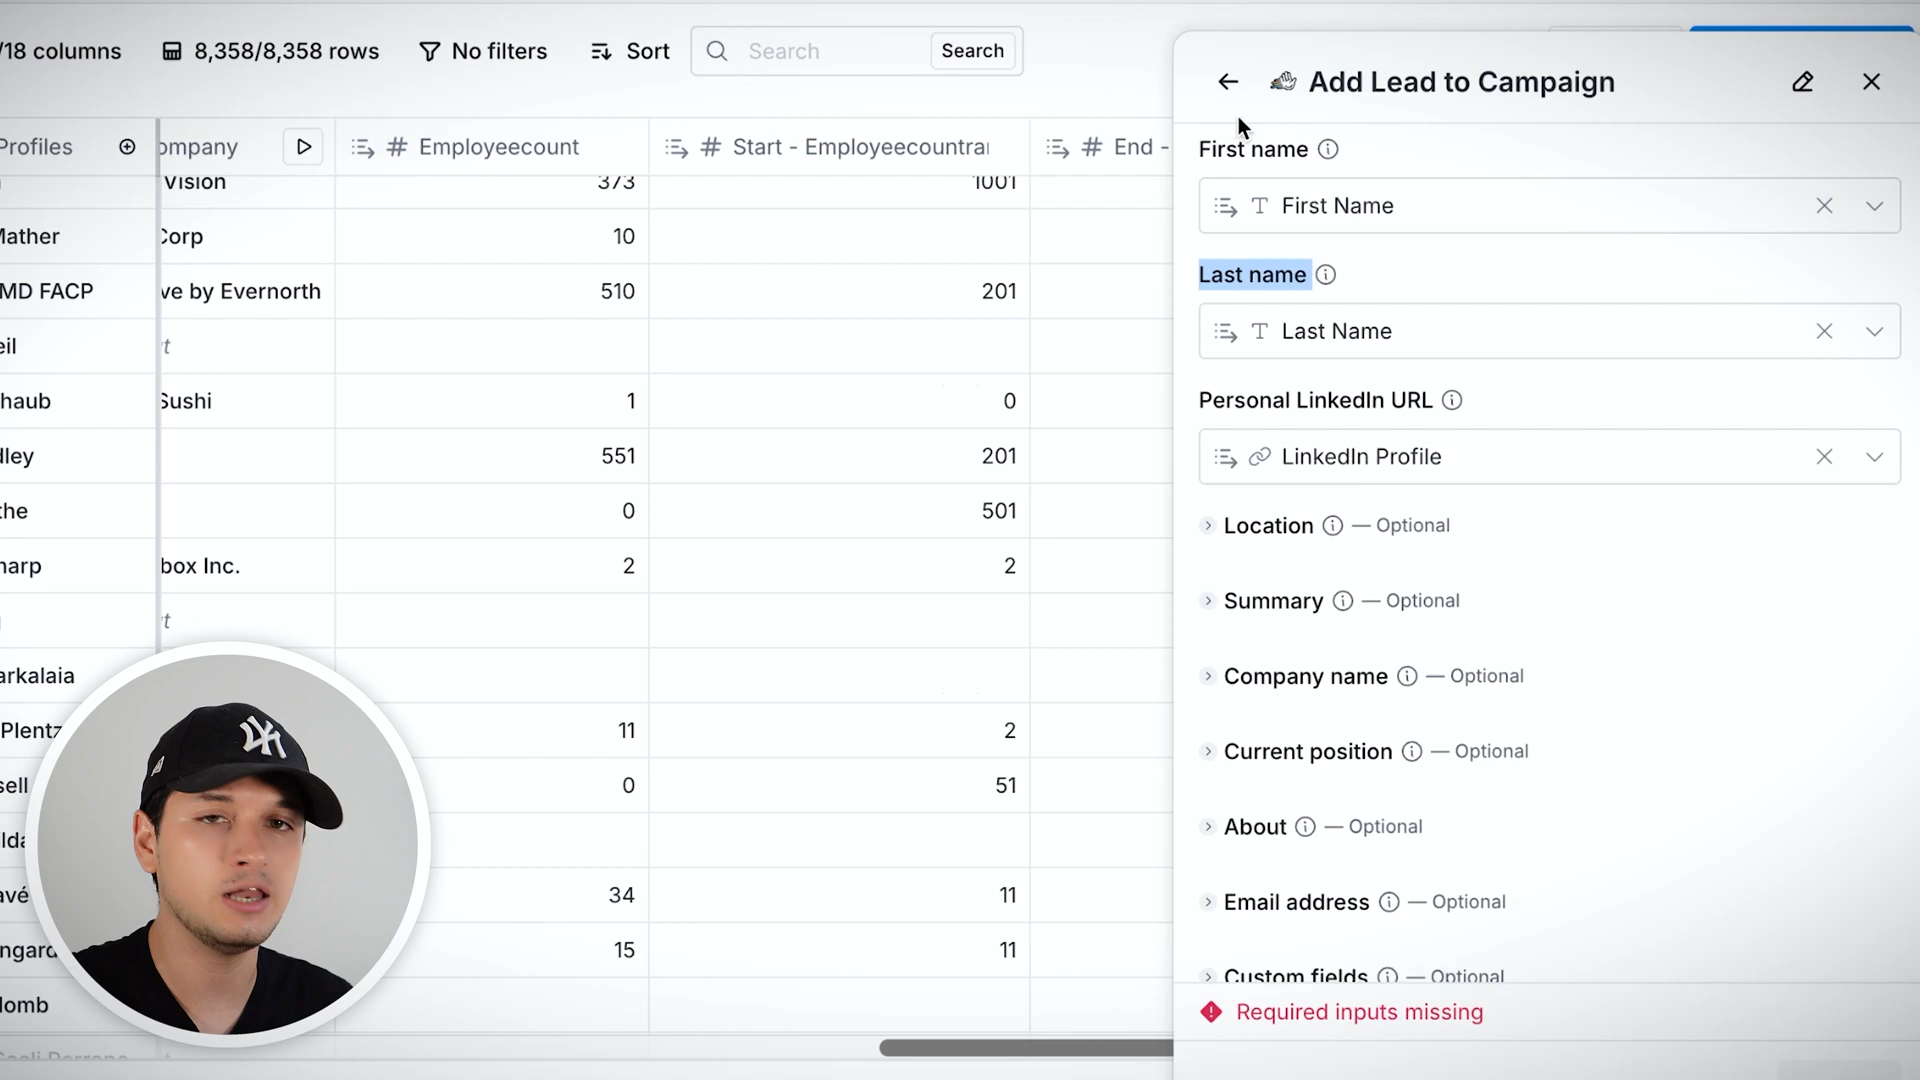 /18 columns
8,358/8,358 rows
No filters
Sort
Search
Search
Profiles
ompany
Employeecount
Start - Employeecountra
End -
Vision
373
1001
Mather
Corp
10
MD FACP
ve by Evernorth
510
201
eil
haub
Sushi
1
0
dley
551
201
the
0
501
harp
box Inc.
2
2
arkalaia
Plentz
11
2
sell
0
51
lda
avé
34
11
ngard
15
11
lomb
Add Lead to Campaign
First name
First Name
Last name
Last Name
Personal LinkedIn URL
LinkedIn Profile
Location — Optional
Summary — Optional
Company name — Optional
Current position — Optional
About — Optional
Email address — Optional
Custom fields — Optional
Required inputs missing